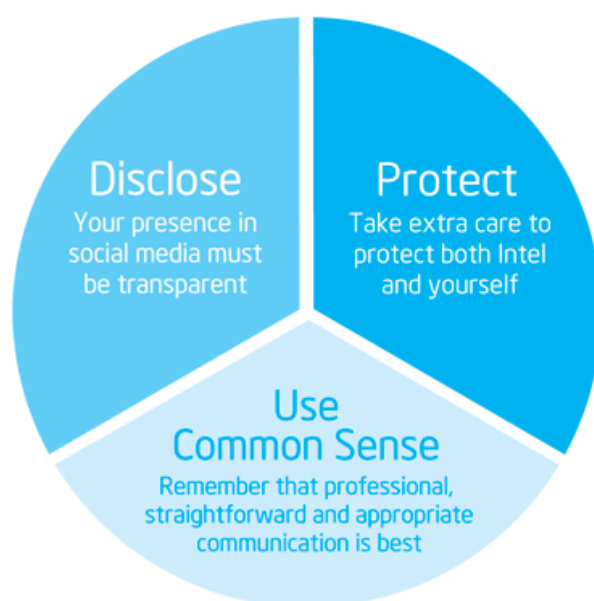 Disclose
Your presence in
social media must
be transparent
Protect
Take extra care to
protect both Intel
and yourself
Use
Common Sense
Remember that professional,
straightforward and appropriate
communication is best